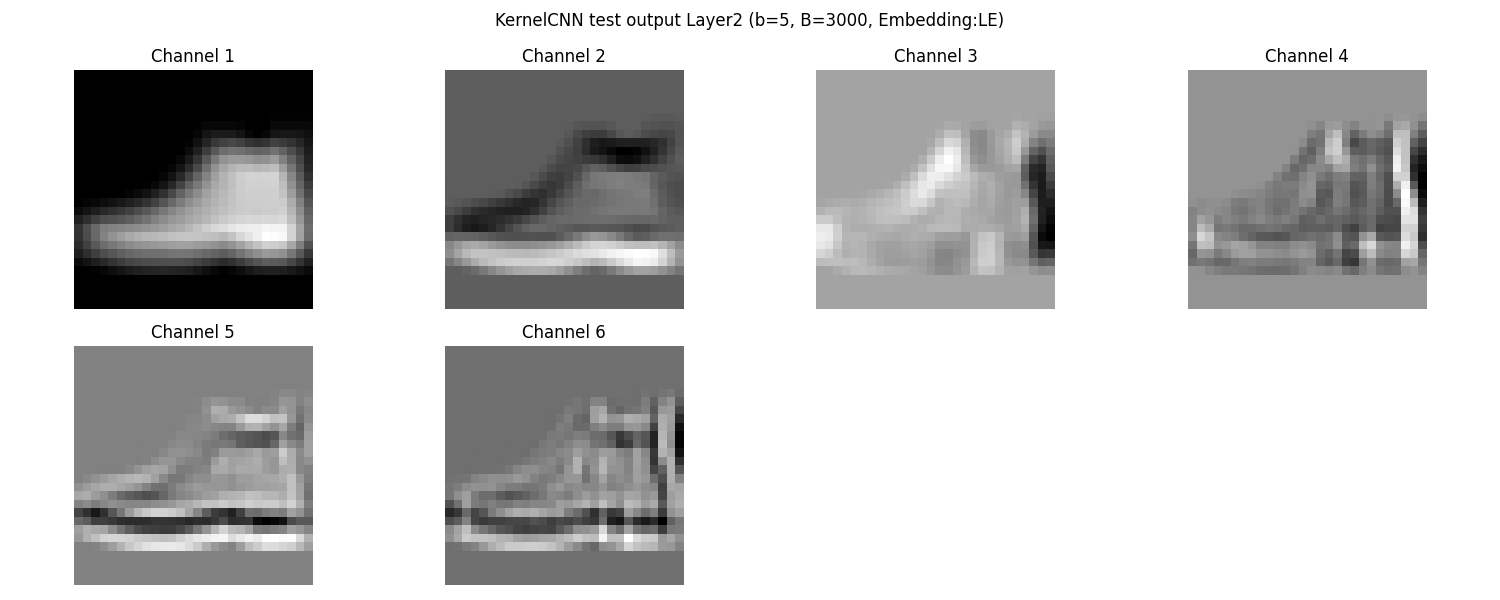 KernelCNN test output Layer2 (b=5, B=3000, Embedding:LE)
Channel 1
Channel 2
Channel 3
Channel 4
Channel 5
Channel 6